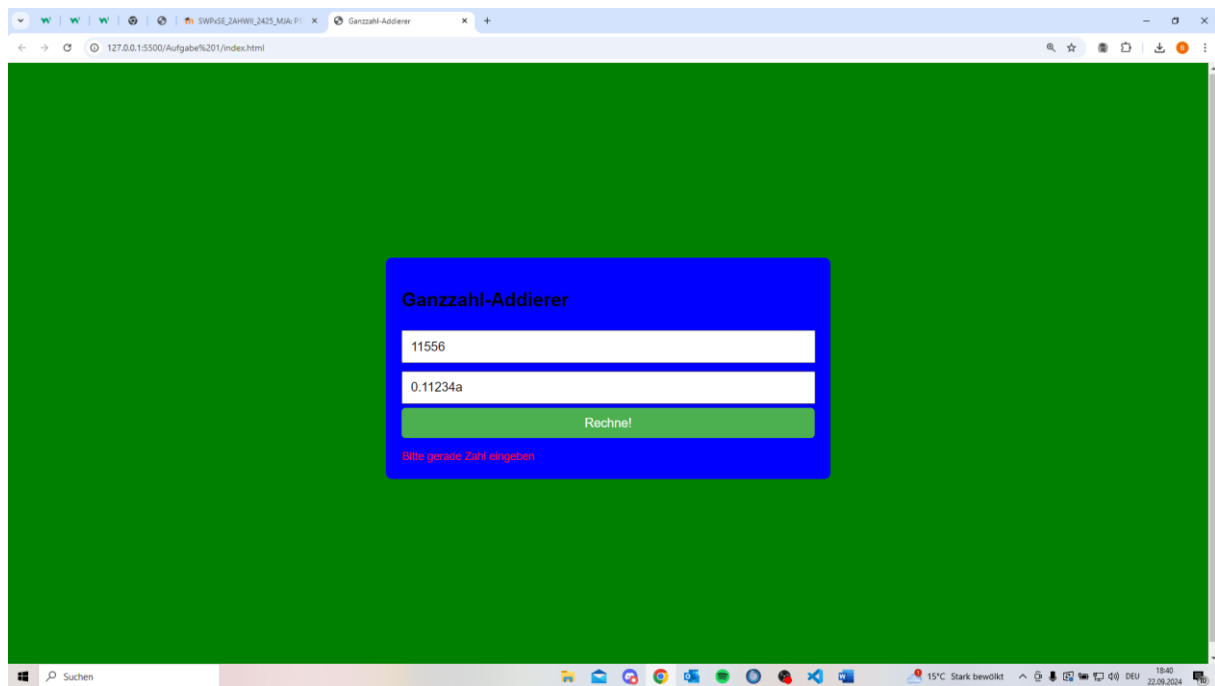 SWPxSE_2AHWII_2425_MJA: P1
Ganzzahl-Addierer
127.0.0.1:5500/Aufgabe%201/index.html
Ganzzahl-Addierer
11556
0.11234a
Rechne!
Bitte gerade Zahl eingeben
Suchen
15°C Stark bewölkt
DEU
18:40
22.09.2024